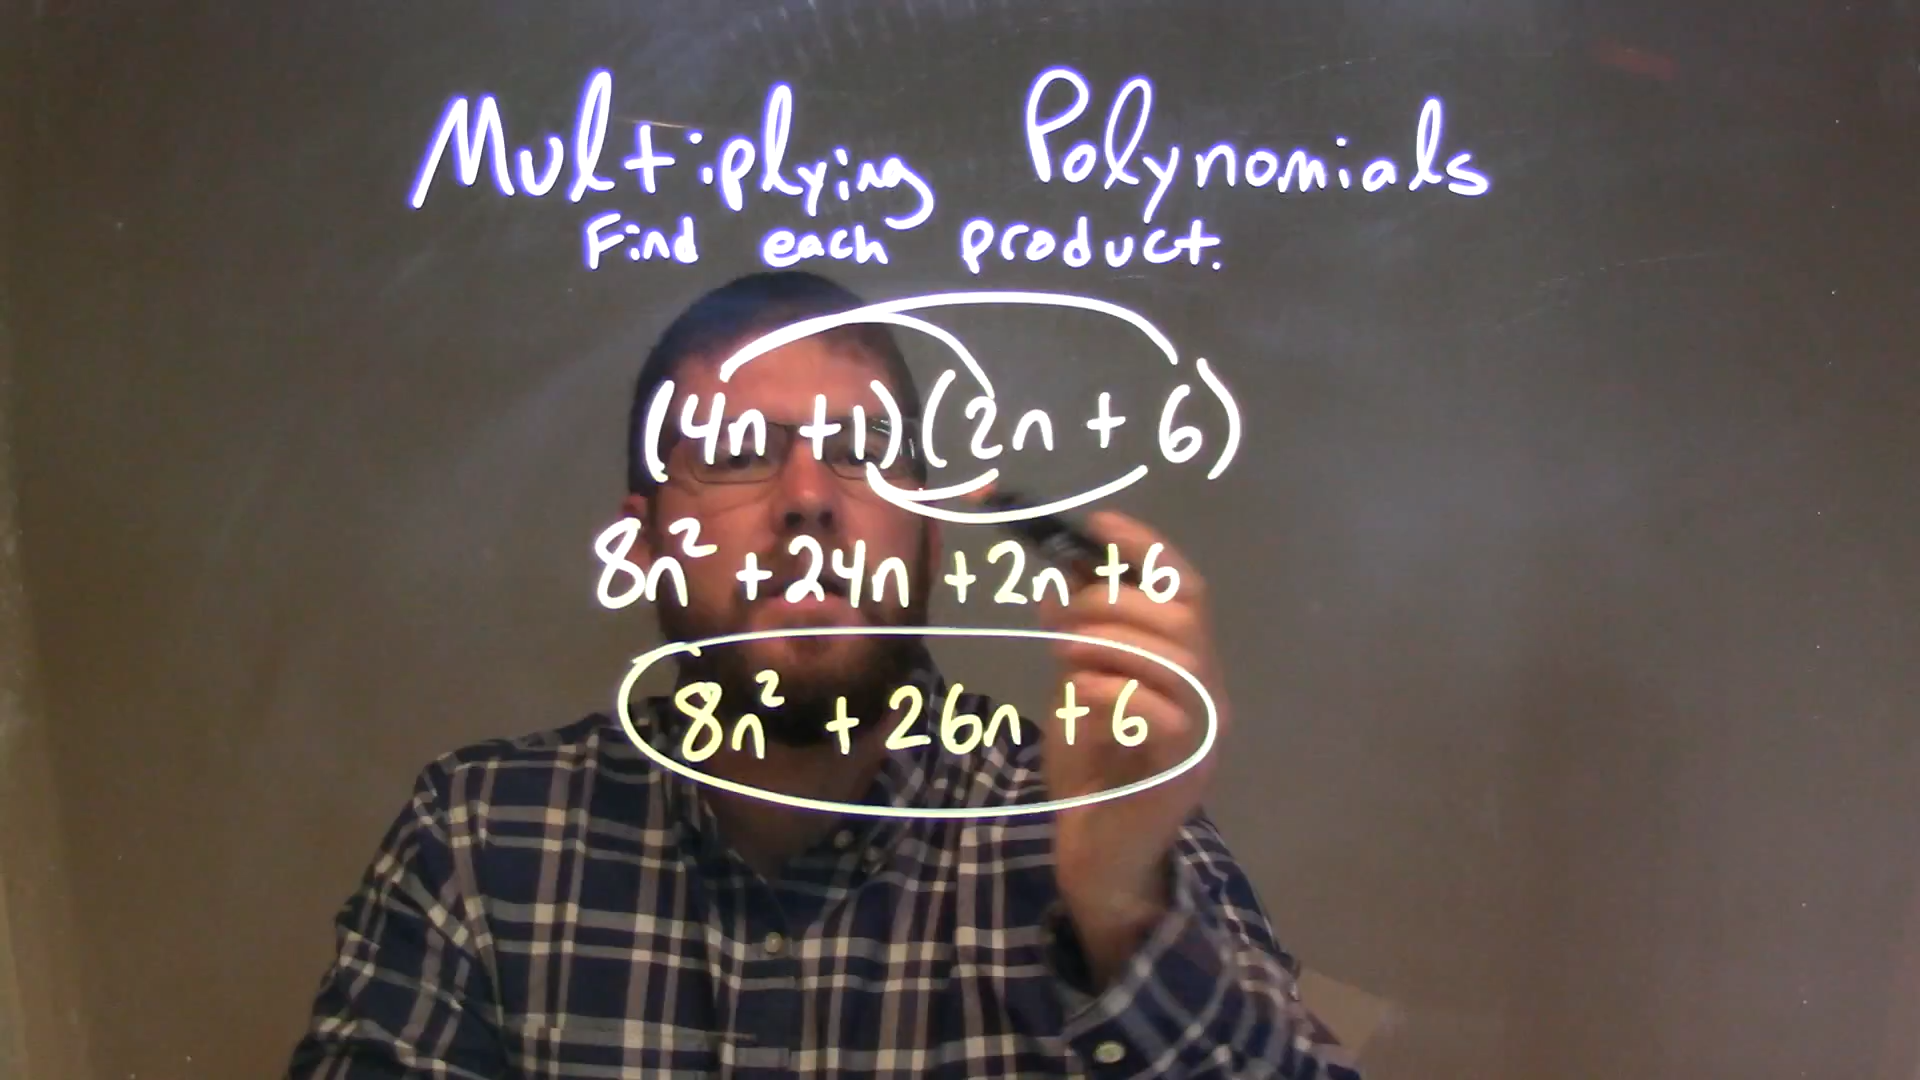 Multiplying Polynomials
Find each product.
(4n +1)(2n + 6)
8n² +24n +2n +6
8n² + 26n + 6